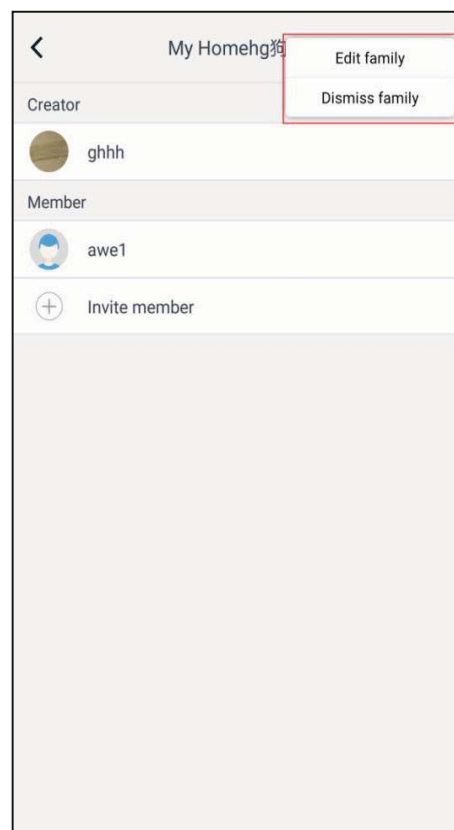 My Homehg狗
Edit family
Dismiss family
Creator
ghhh
Member
awe1
Invite member